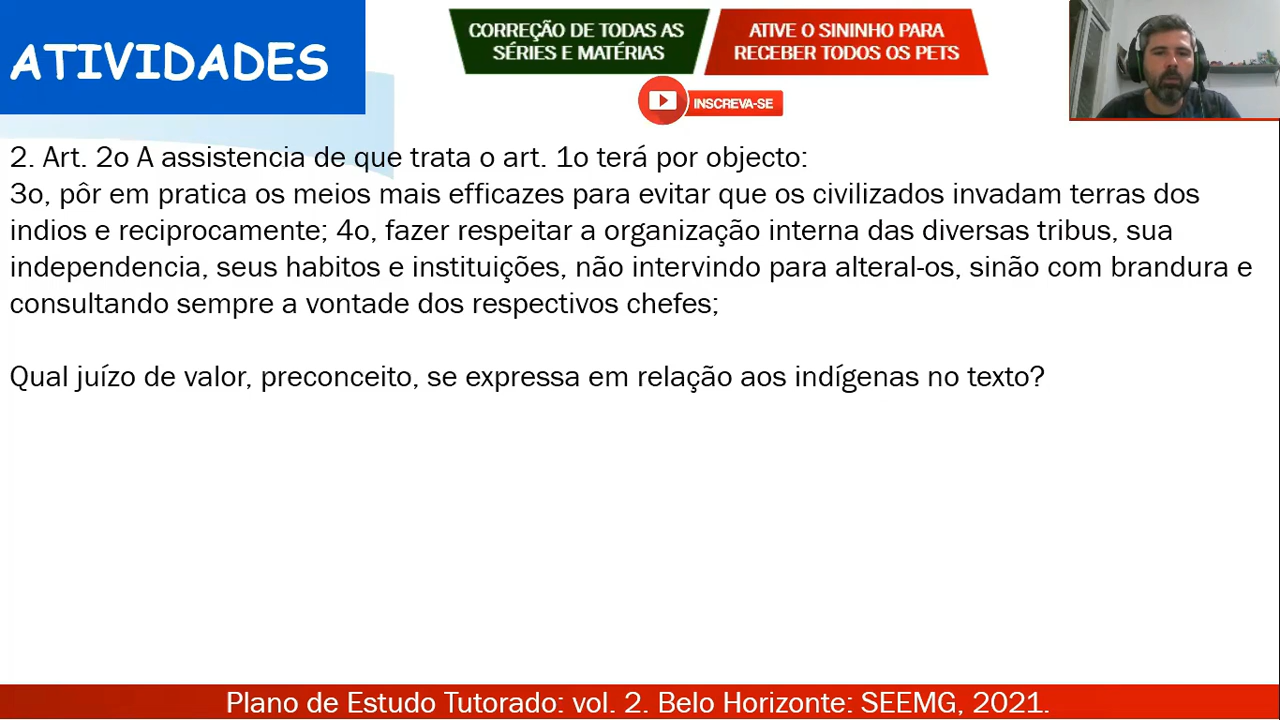 ATIVIDADES
CORREÇÃO DE TODAS AS
SÉRIES E MATÉRIAS
ATIVE O SININHO PARA
RECEBER TODOS OS PETS
INSCREVA-SE
2. Art. 2o A assistencia de que trata o art. 1o terá por objecto:
3o, pôr em pratica os meios mais efficazes para evitar que os civilizados invadam terras dos
indios e reciprocamente; 4o, fazer respeitar a organização interna das diversas tribus, sua
independencia, seus habitos e instituições, não intervindo para alteral-os, sinão com brandura e
consultando sempre a vontade dos respectivos chefes;
Qual juízo de valor, preconceito, se expressa em relação aos indígenas no texto?
Plano de Estudo Tutorado: vol. 2. Belo Horizonte: SEEMG, 2021.